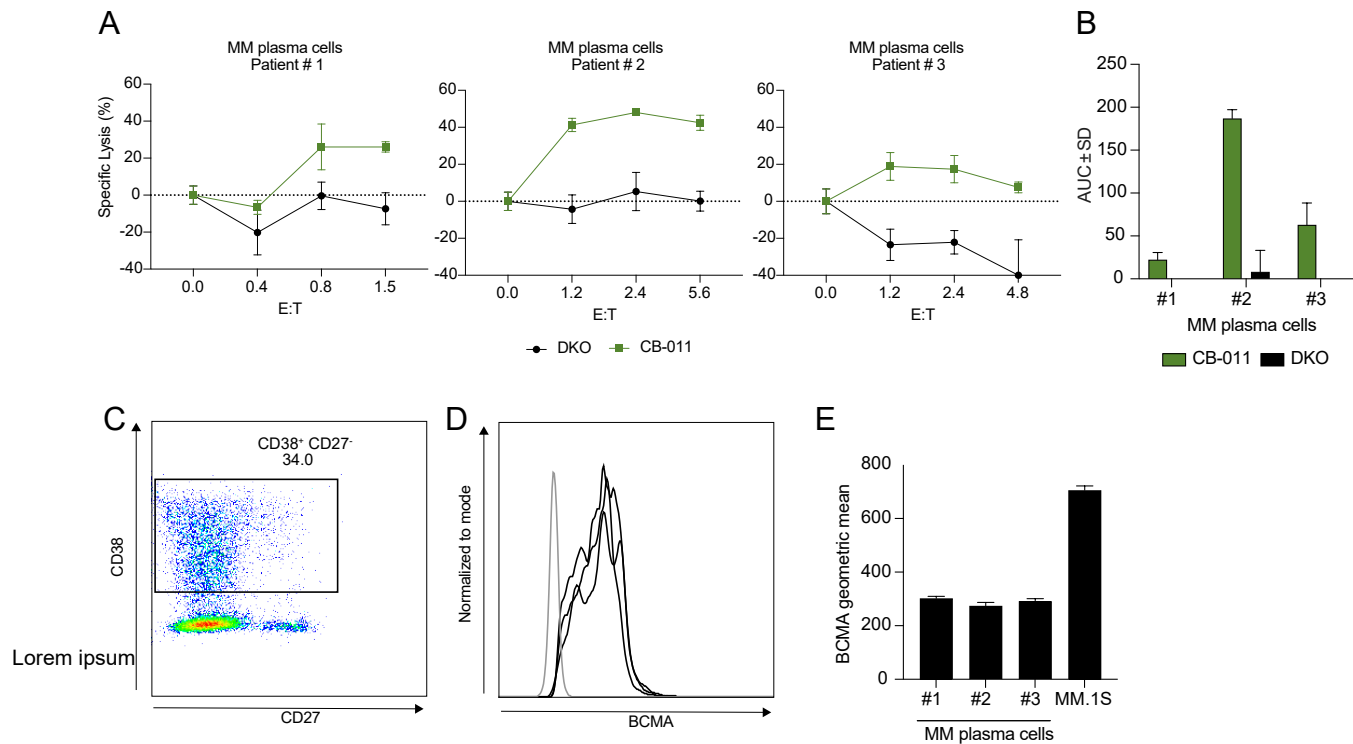 A
MM plasma cells
Patient # 1
MM plasma cells
Patient # 2
MM plasma cells
Patient # 3
Specific Lysis (%)
60
40
20
0
-20
-40
0.0 0.4 0.8 1.5
E:T
60
40
20
0
-20
-40
0.0 1.2 2.4 5.6
E:T
60
40
20
0
-20
-40
0.0 1.2 2.4 4.8
E:T
DKO CB-011
B
AUC ± SD
250
200
150
100
50
0
#1 #2 #3
MM plasma cells
CB-011 DKO
C
CD38⁺ CD27⁻
34.0
CD38
Lorem ipsum
CD27
D
Normalized to mode
BCMA
E
BCMA geometric mean
800
600
400
200
0
#1 #2 #3 MM.1S
MM plasma cells